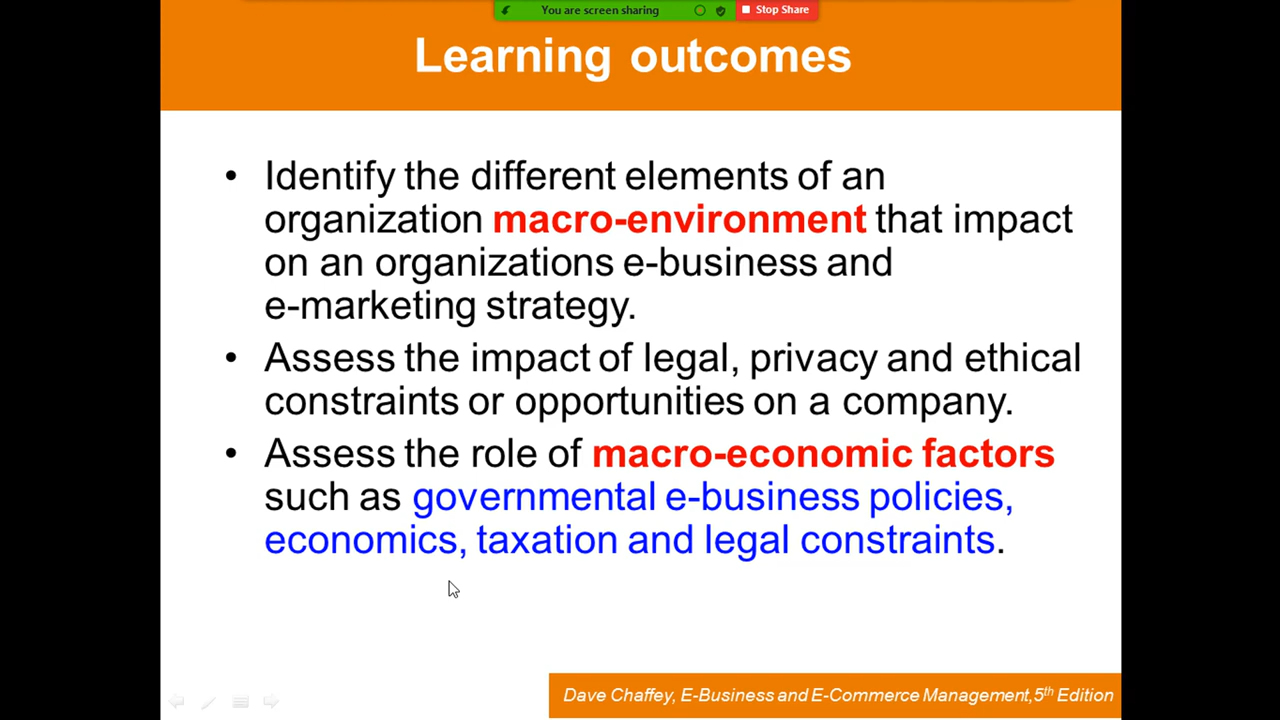 You are screen sharing
Stop Share
Learning outcomes
• Identify the different elements of an
organization macro-environment that impact
on an organizations e-business and
e-marketing strategy.
• Assess the impact of legal, privacy and ethical
constraints or opportunities on a company.
• Assess the role of macro-economic factors
such as governmental e-business policies,
economics, taxation and legal constraints.
Dave Chaffey, E-Business and E-Commerce Management,5th Edition